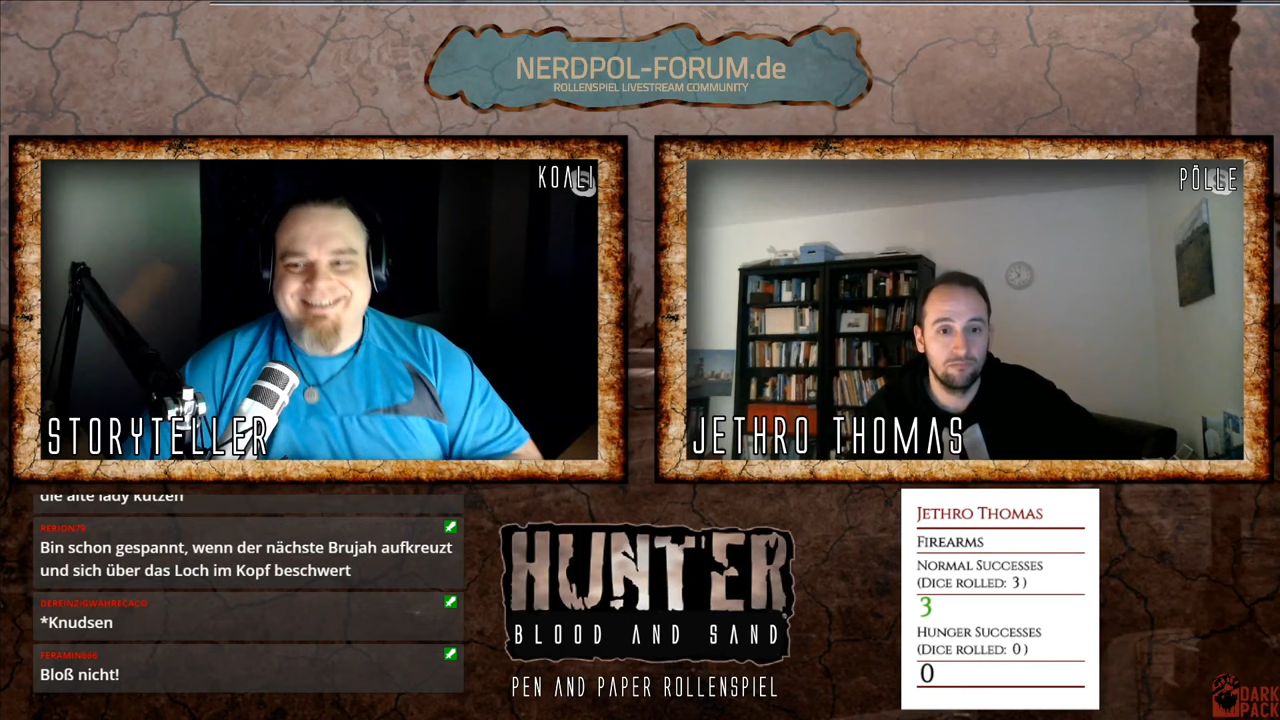 NERDPOL-FORUM.de
ROLLENSPIEL LIVESTREAM COMMUNITY
KOALI
STORYTELLER
PÖLLE
JETHRO THOMAS
die alte lady kutzen
RERION79
Bin schon gespannt, wenn der nächste Brujah aufkreuzt
und sich über das Loch im Kopf beschwert
DEREINZIGWAHRECAGO
*Knudsen
FERAMIN666
Bloß nicht!
HUNTER
BLOOD AND SAND
PEN AND PAPER ROLLENSPIEL
JETHRO THOMAS
FIREARMS
NORMAL SUCCESSES
(DICE ROLLED: 3 )
3
HUNGER SUCCESSES
(DICE ROLLED: 0 )
0
DARK
PACK